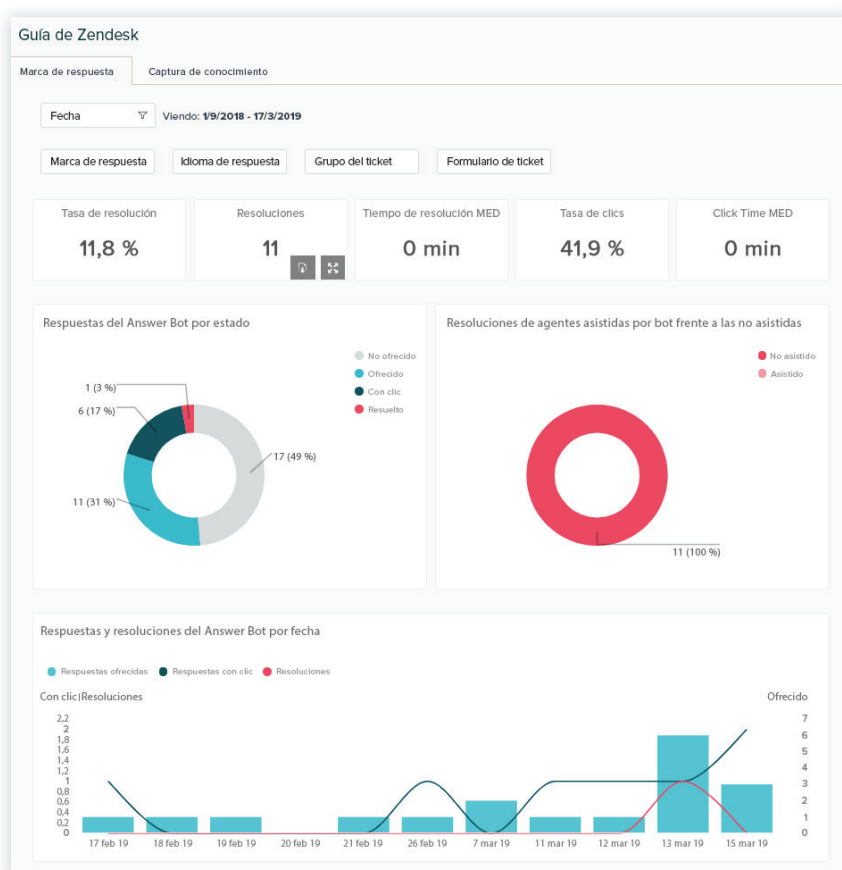 Guía de Zendesk
Marca de respuesta Captura de conocimiento
Fecha Viendo: 1/9/2018 - 17/3/2019
Marca de respuesta Idioma de respuesta Grupo del ticket Formulario de ticket
Tasa de resolución Resoluciones Tiempo de resolución MED Tasa de clics Click Time MED
11,8 % 11 0 min 41,9 % 0 min
Respuestas del Answer Bot por estado
No ofrecido
Ofrecido
Con clic
Resuelto
1 (3 %)
6 (17 %)
17 (49 %)
11 (31 %)
Resoluciones de agentes asistidas por bot frente a las no asistidas
No asistido
Asistido
11 (100 %)
Respuestas y resoluciones del Answer Bot por fecha
Respuestas ofrecidas Respuestas con clic Resoluciones
Con clic|Resoluciones Ofrecido
2,2
2
1,8
1,6
1,4
1,2
1
0,8
0,6
0,4
0,2
0
7
6
5
4
3
2
1
0
17 feb 19 18 feb 19 19 feb 19 20 feb 19 21 feb 19 26 feb 19 7 mar 19 11 mar 19 12 mar 19 13 mar 19 15 mar 19